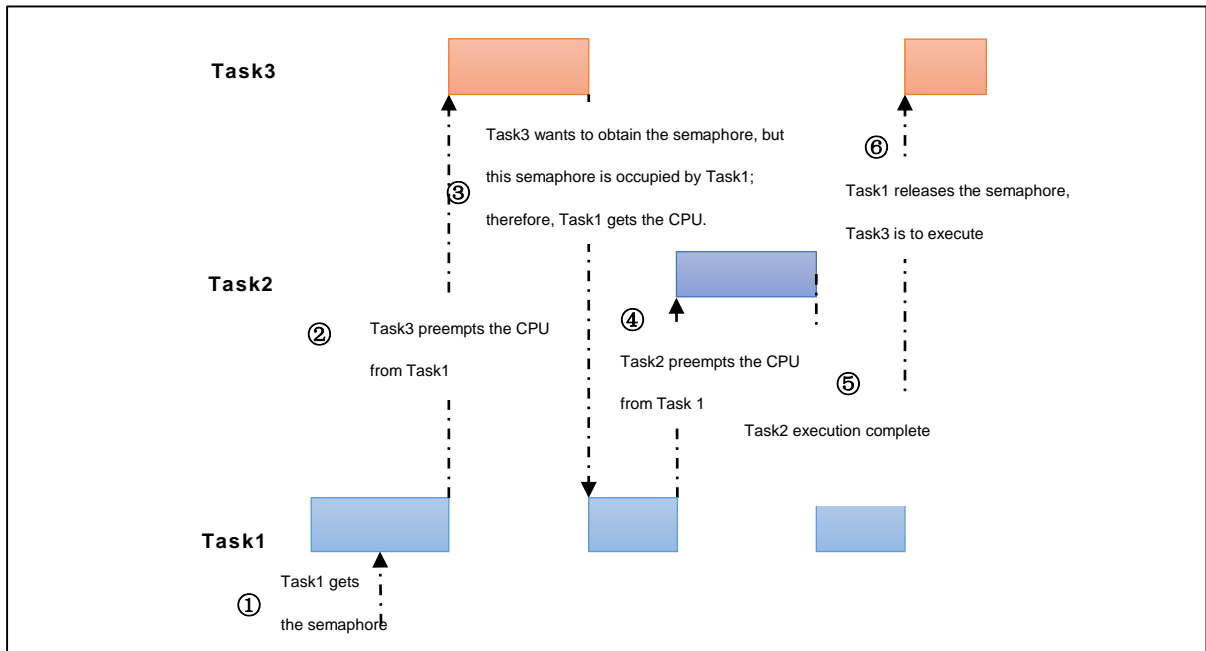 Task3
Task3 wants to obtain the semaphore, but
this semaphore is occupied by Task1;
therefore, Task1 gets the CPU.
③
⑥
Task1 releases the semaphore,
Task3 is to execute
Task2
②
Task3 preempts the CPU
from Task1
④
Task2 preempts the CPU
from Task 1
⑤
Task2 execution complete
Task1
①
Task1 gets
the semaphore